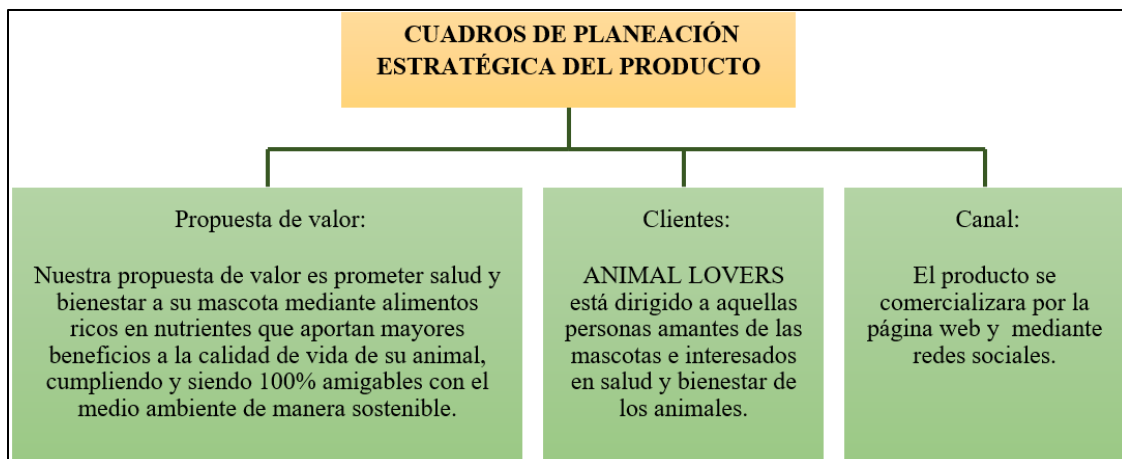 CUADROS DE PLANEACIÓN
ESTRATÉGICA DEL PRODUCTO
Propuesta de valor:
Nuestra propuesta de valor es prometer salud y
bienestar a su mascota mediante alimentos
ricos en nutrientes que aportan mayores
beneficios a la calidad de vida de su animal,
cumpliendo y siendo 100% amigables con el
medio ambiente de manera sostenible.
Clientes:
ANIMAL LOVERS
está dirigido a aquellas
personas amantes de las
mascotas e interesados
en salud y bienestar de
los animales.
Canal:
El producto se
comercializara por la
página web y mediante
redes sociales.